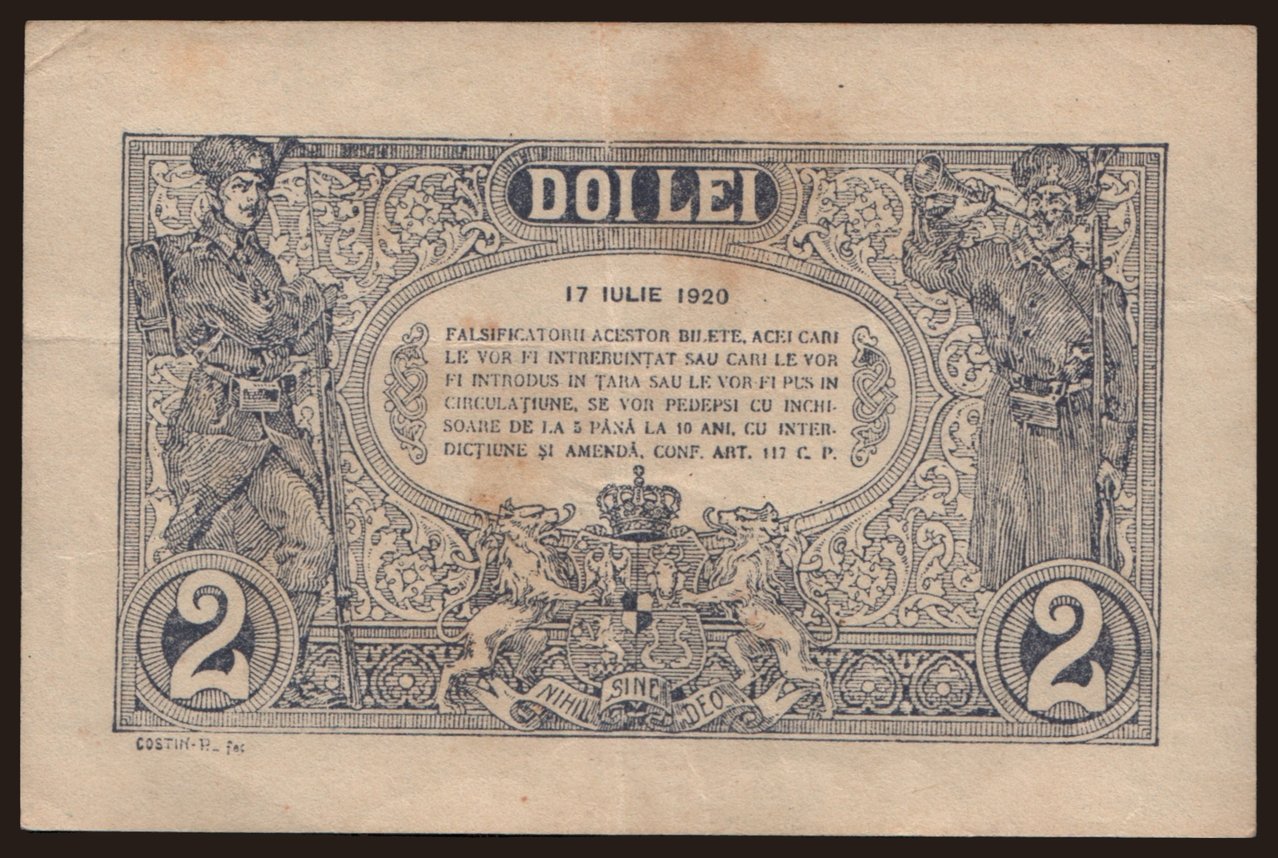 DOI LEI
17 IULIE 1920
FALSIFICATORII ACESTOR BILETE, ACEI CARI
LE VOR FI INTREBUINȚAT SAU CARI LE VOR
FI INTRODUS IN ȚARA SAU LE VOR FI PUS IN
CIRCULAȚIUNE, SE VOR PEDEPSI CU INCHI-
SOARE DE LA 5 PÂNĂ LA 10 ANI, CU INTER-
DICȚIUNE ȘI AMENDĂ, CONF. ART. 117 C. P.
2
2
NIHIL SINE DEO
COSTIN-P_ fec